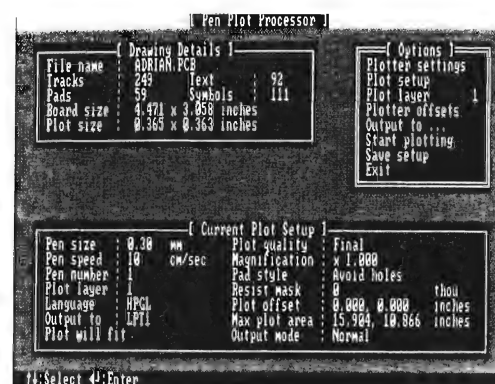 [ Pen Plot Processor ]
[ Drawing Details ]
File name : ADRIAN.PCB
Tracks : 249 Text : 92
Pads : 59 Symbols : 111
Board size : 4.471 x 3.058 inches
Plot size : 0.365 x 0.363 inches
[ Options ]
Plotter settings
Plot setup
Plot layer 1
Plotter offsets
Output to ...
Start plotting
Save setup
Exit
[ Current Plot Setup ]
Pen size : 0.30 mm Plot quality : Final
Pen speed : 10 cm/sec Magnification : x 1.000
Pen number : 1 Pad style : Avoid holes
Plot layer : 1 Resist mask : 0 thou
Language : HPGL Plot offset : 0.000, 0.000 inches
Output to : LPT1 Max plot area : 15.904, 10.866 inches
Plot will fit Output mode : Normal
↑↓:Select ↵:Enter